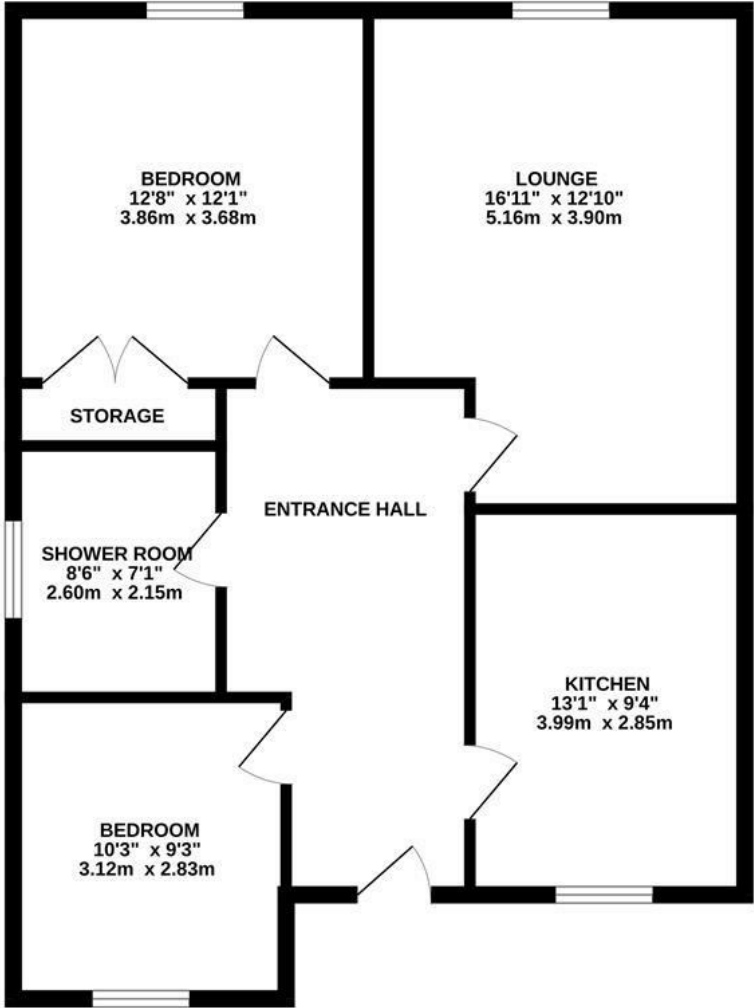 BEDROOM
12'8" x 12'1"
3.86m x 3.68m
LOUNGE
16'11" x 12'10"
5.16m x 3.90m
STORAGE
ENTRANCE HALL
SHOWER ROOM
8'6" x 7'1"
2.60m x 2.15m
KITCHEN
13'1" x 9'4"
3.99m x 2.85m
BEDROOM
10'3" x 9'3"
3.12m x 2.83m